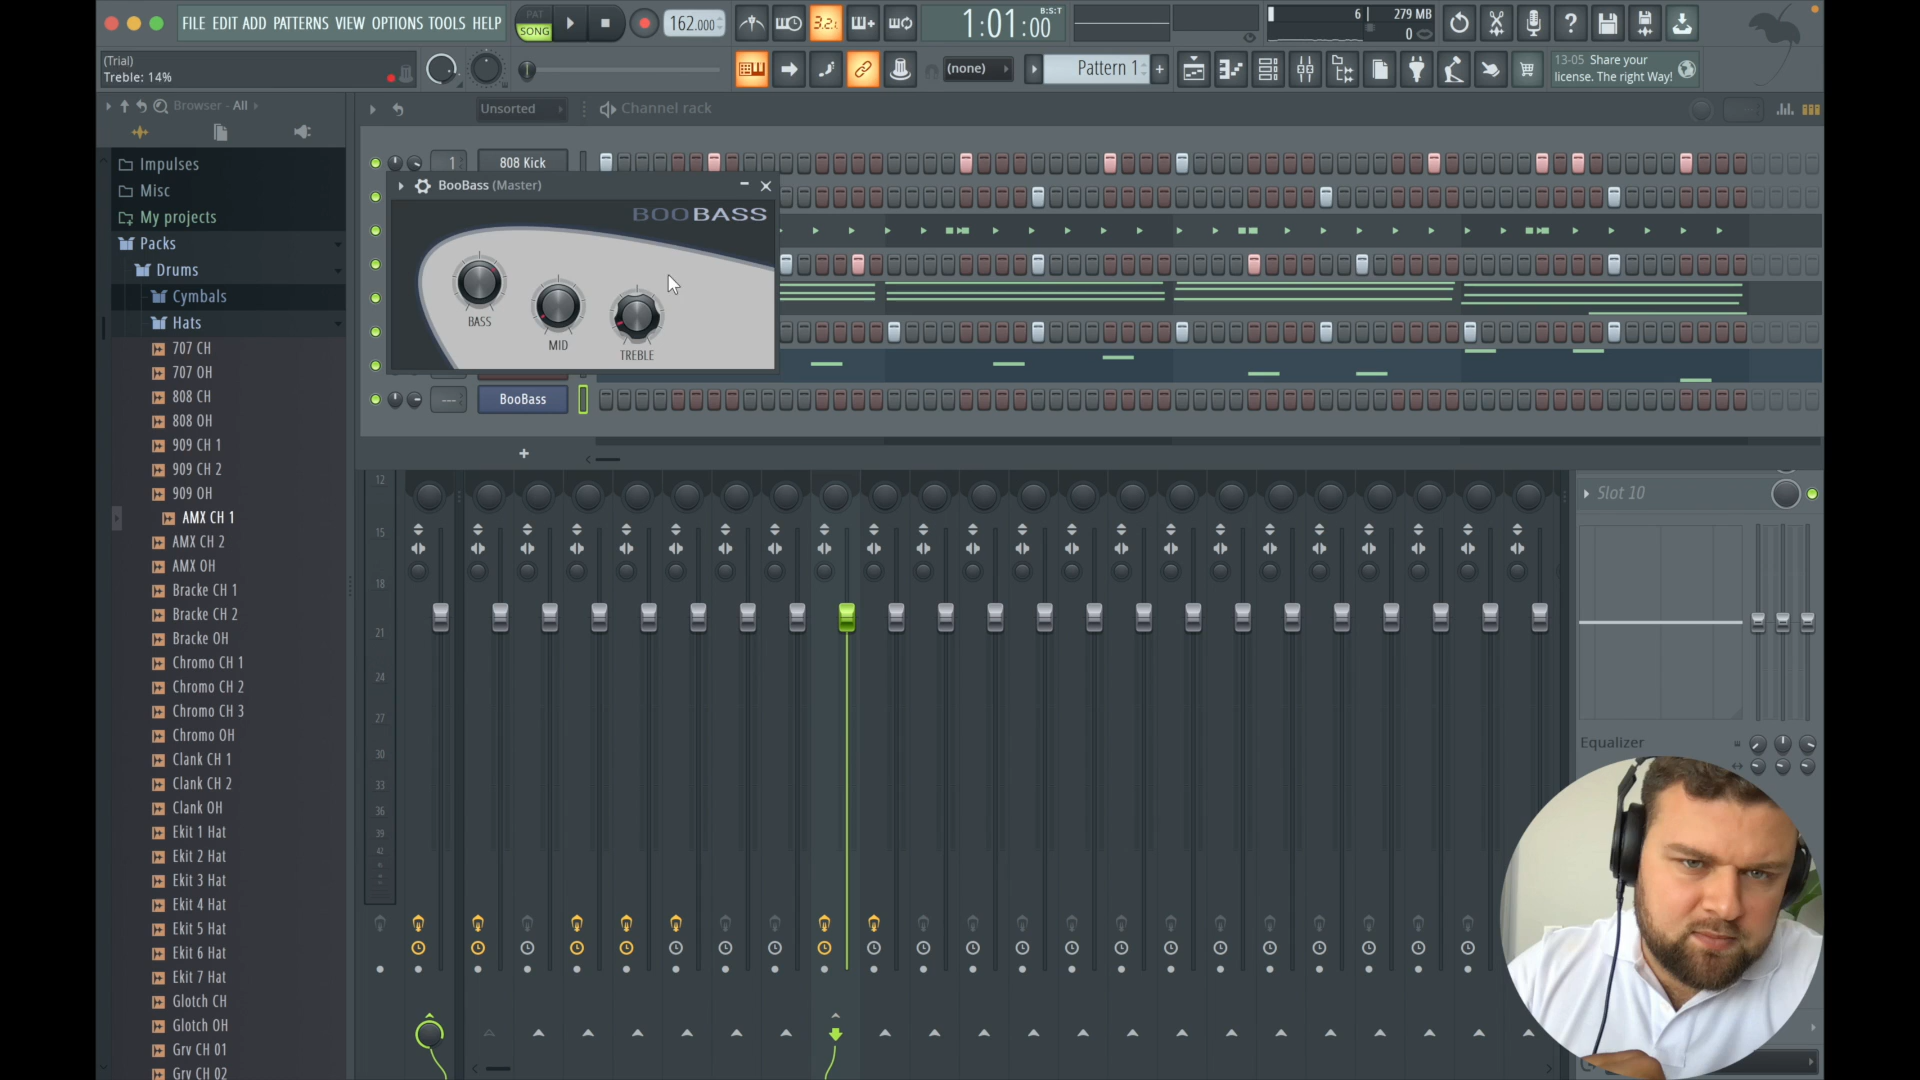 FILE EDIT ADD PATTERNS VIEW OPTIONS TOOLS HELP
PAT
SONG
162.000
3.2.
1:01:00
B:S:T
6
279 MB
0
(Trial)
Treble: 14%
(none)
Pattern 1
+
13-05 Share your
license. The right Way!
Browser - All
Unsorted
Channel rack
Impulses
Misc
My projects
Packs
Drums
Cymbals
Hats
707 CH
707 OH
808 CH
808 OH
909 CH 1
909 CH 2
909 OH
AMX CH 1
AMX CH 2
AMX OH
Bracke CH 1
Bracke CH 2
Bracke OH
Chromo CH 1
Chromo CH 2
Chromo CH 3
Chromo OH
Clank CH 1
Clank CH 2
Clank OH
Ekit 1 Hat
Ekit 2 Hat
Ekit 3 Hat
Ekit 4 Hat
Ekit 5 Hat
Ekit 6 Hat
Ekit 7 Hat
Glotch CH
Glotch OH
Grv CH 01
Grv CH 02
1
808 Kick
BooBass (Master)
BOOBASS
BASS
MID
TREBLE
---
BooBass
+
12
15
18
21
24
27
30
33
36
39
42
Slot 10
Equalizer